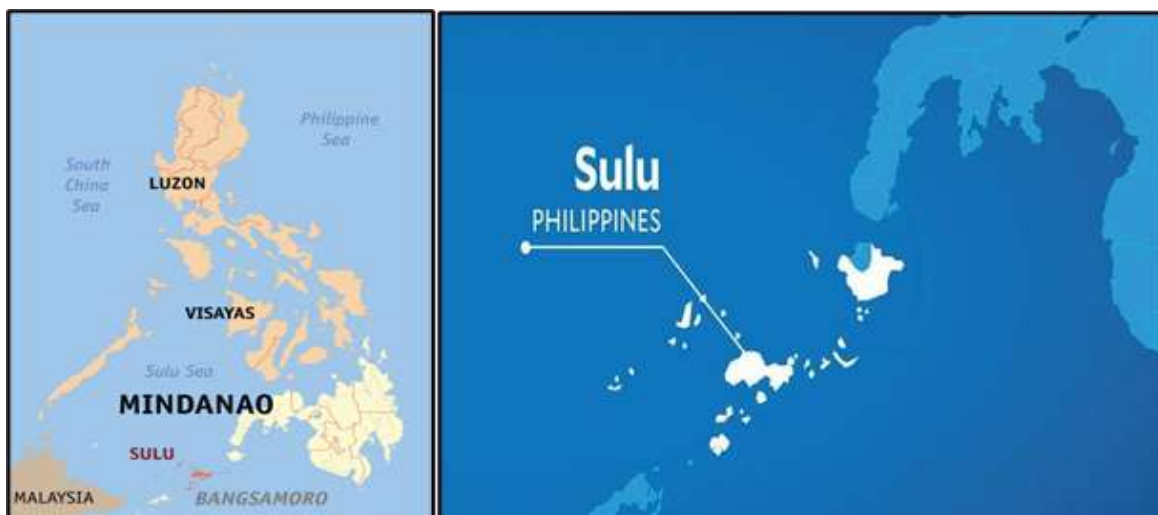 Philippine
Sea
South
China
Sea
LUZON
VISAYAS
Sulu Sea
MINDANAO
SULU
MALAYSIA
BANGSAMORO
Sulu
PHILIPPINES